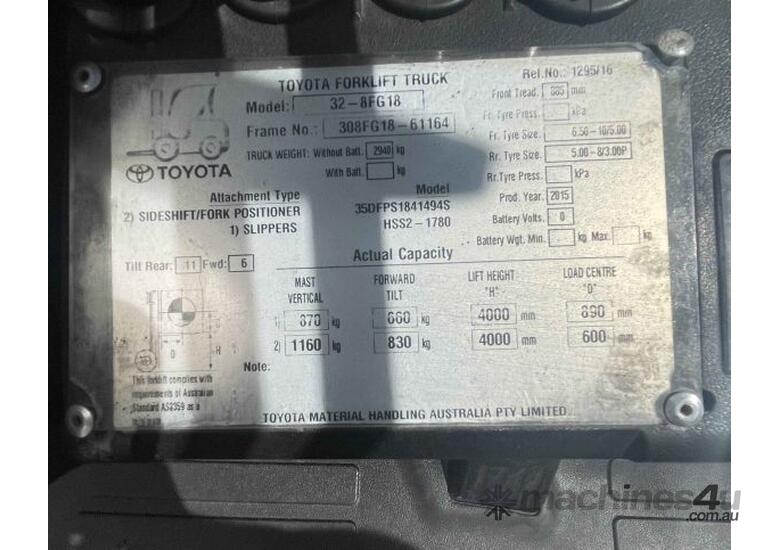 TOYOTA FORKLIFT TRUCK
Rel.No.: 1295/16
Model: 32-8FG18
Frame No.: 308FG18-61164
TRUCK WEIGHT: Without Batt. 2940 kg
With Batt. kg
TOYOTA
Front Tread. 885 mm
Fr. Tyre Press. kPa
Fr. Tyre Size. 6.50-10/5.00
Rr. Tyre Size. 5.00-8/3.00P
Rr.Tyre Press. kPa
Prod. Year. 2015
Battery Volts. 0
Battery Wgt. Min. kg Max. kg
Attachment Type Model
2) SIDESHIFT/FORK POSITIONER 35DFPS1841494S
1) SLIPPERS HSS2-1780
Actual Capacity
Tilt Rear: 11 Fwd: 6
MAST VERTICAL FORWARD TILT LIFT HEIGHT "H" LOAD CENTRE "D"
1) 870 kg 660 kg 4000 mm 890 mm
2) 1160 kg 830 kg 4000 mm 600 mm
D H
Note:
This forklift complies with
requirements of Australian
Standard AS2359 as a
TOYOTA MATERIAL HANDLING AUSTRALIA PTY LIMITED
machines4u
.com.au